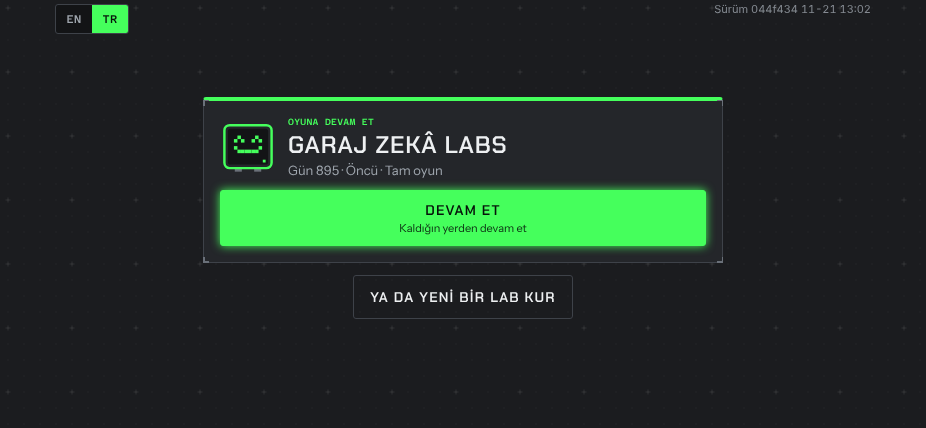 EN TR
Sürüm 044f434 11-21 13:02
OYUNA DEVAM ET
GARAJ ZEKÂ LABS
Gün 895 · Öncü · Tam oyun
DEVAM ET
Kaldığın yerden devam et
YA DA YENİ BİR LAB KUR